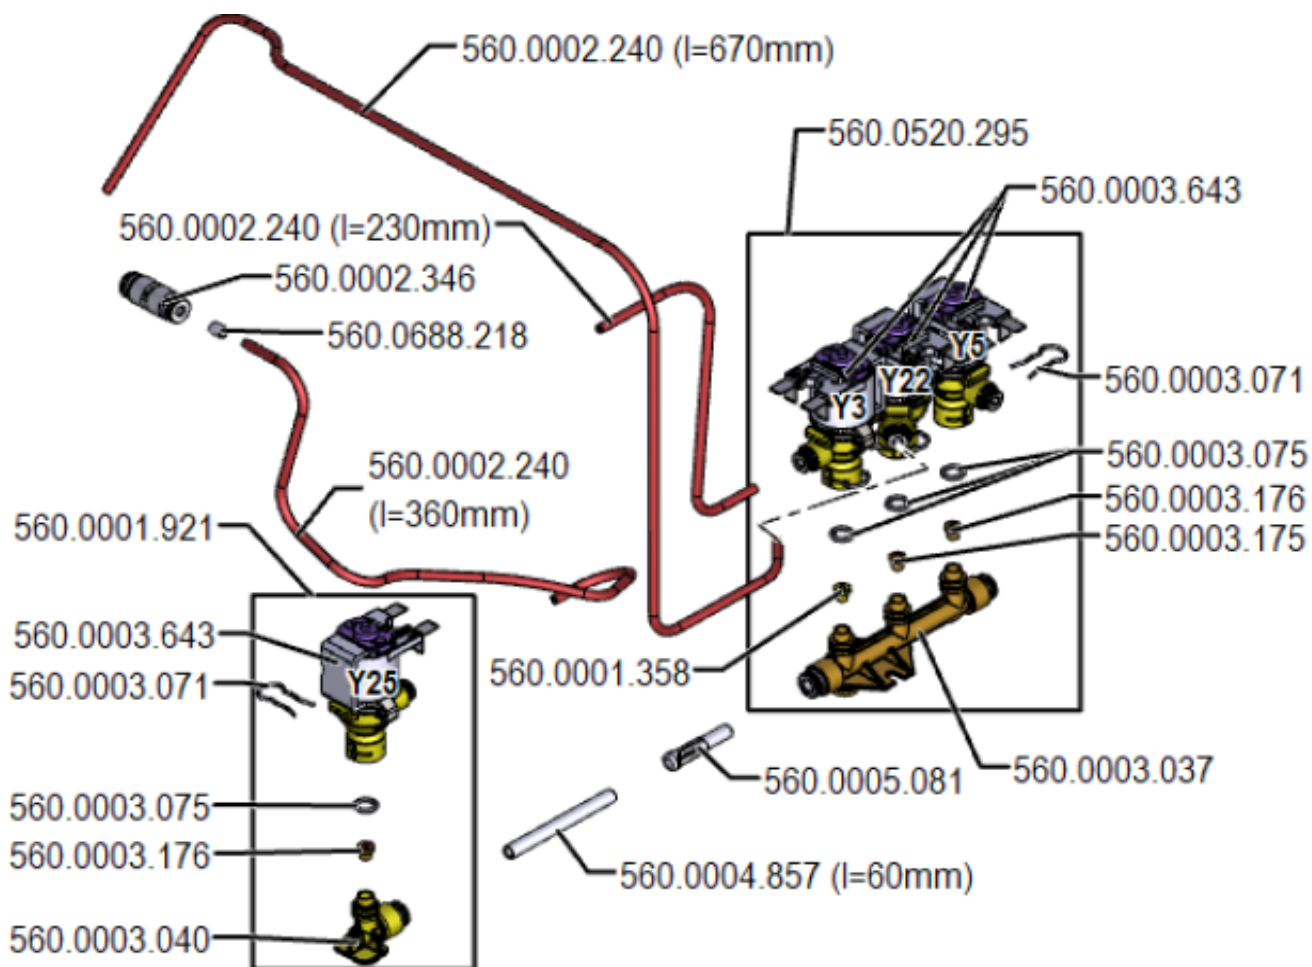 560.0002.240 (l=670mm)
560.0520.295
560.0003.643
560.0002.240 (l=230mm)
560.0002.346
560.0688.218
Y5
Y22
Y3
560.0003.071
560.0003.075
560.0002.240
(l=360mm)
560.0003.176
560.0003.175
560.0001.921
560.0003.643
560.0001.358
560.0003.071
Y25
560.0005.081
560.0003.037
560.0003.075
560.0003.176
560.0004.857 (l=60mm)
560.0003.040